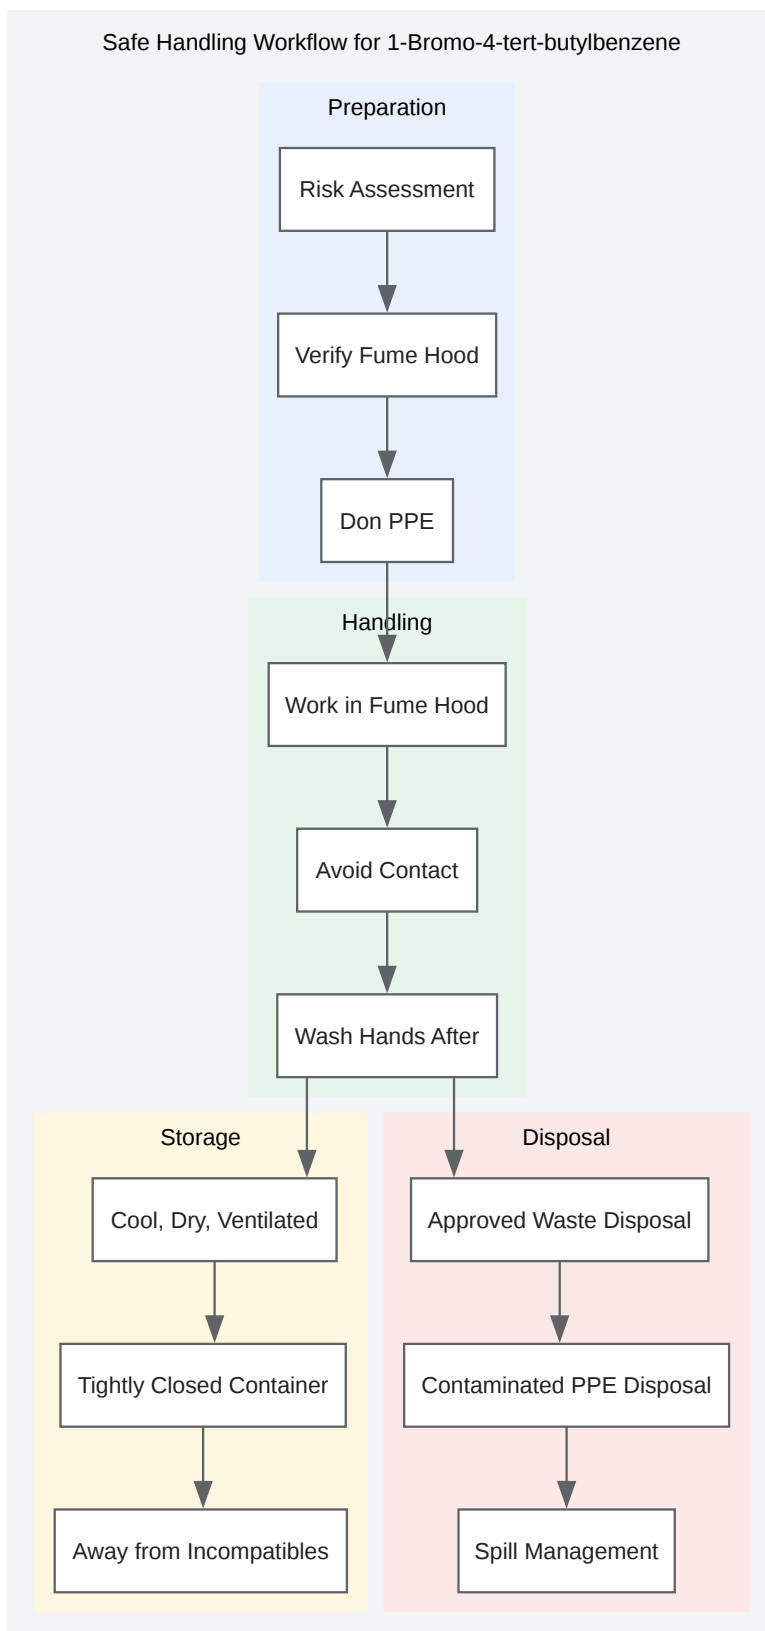 Safe Handling Workflow for 1-Bromo-4-tert-butylbenzene
Preparation
Risk Assessment
Verify Fume Hood
Don PPE
Handling
Work in Fume Hood
Avoid Contact
Wash Hands After
Storage
Cool, Dry, Ventilated
Tightly Closed Container
Away from Incompatibles
Disposal
Approved Waste Disposal
Contaminated PPE Disposal
Spill Management